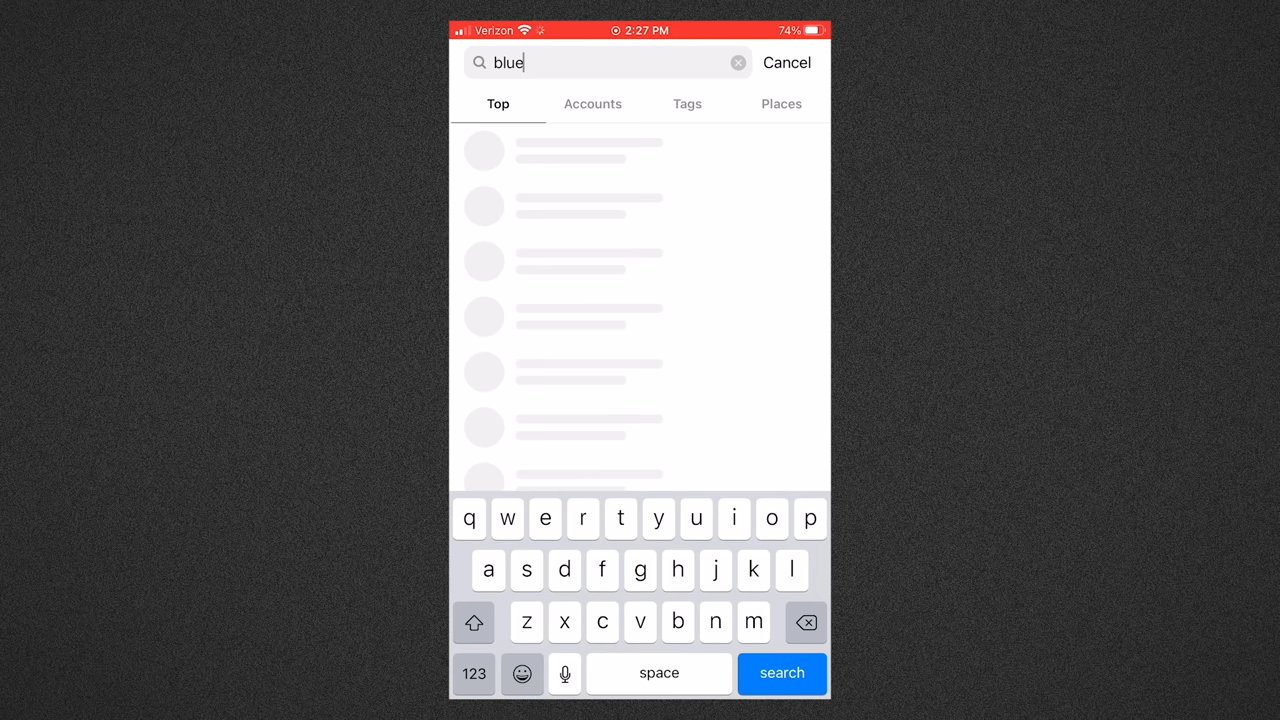 Verizon 2:27 PM 74%
blue Cancel
Top Accounts Tags Places
q w e r t y u i o p
a s d f g h j k l
z x c v b n m
123 space search